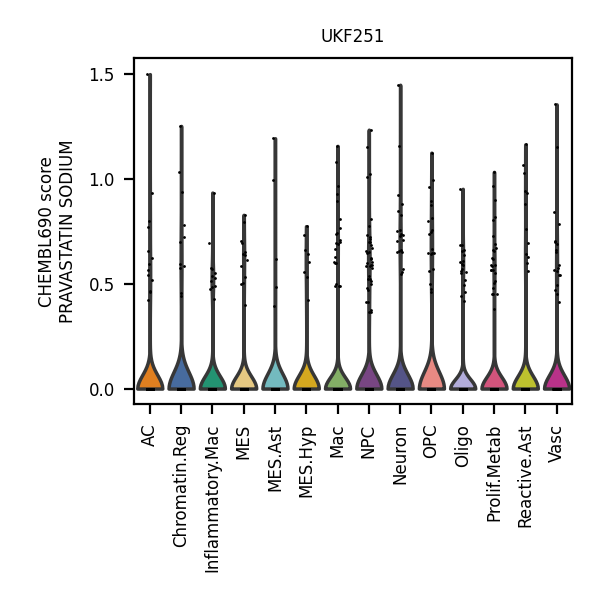 UKF251
CHEMBL690 score
PRAVASTATIN SODIUM
1.5
1.0
0.5
0.0
AC
Chromatin.Reg
Inflammatory.Mac
MES
MES.Ast
MES.Hyp
Mac
NPC
Neuron
OPC
Oligo
Prolif.Metab
Reactive.Ast
Vasc